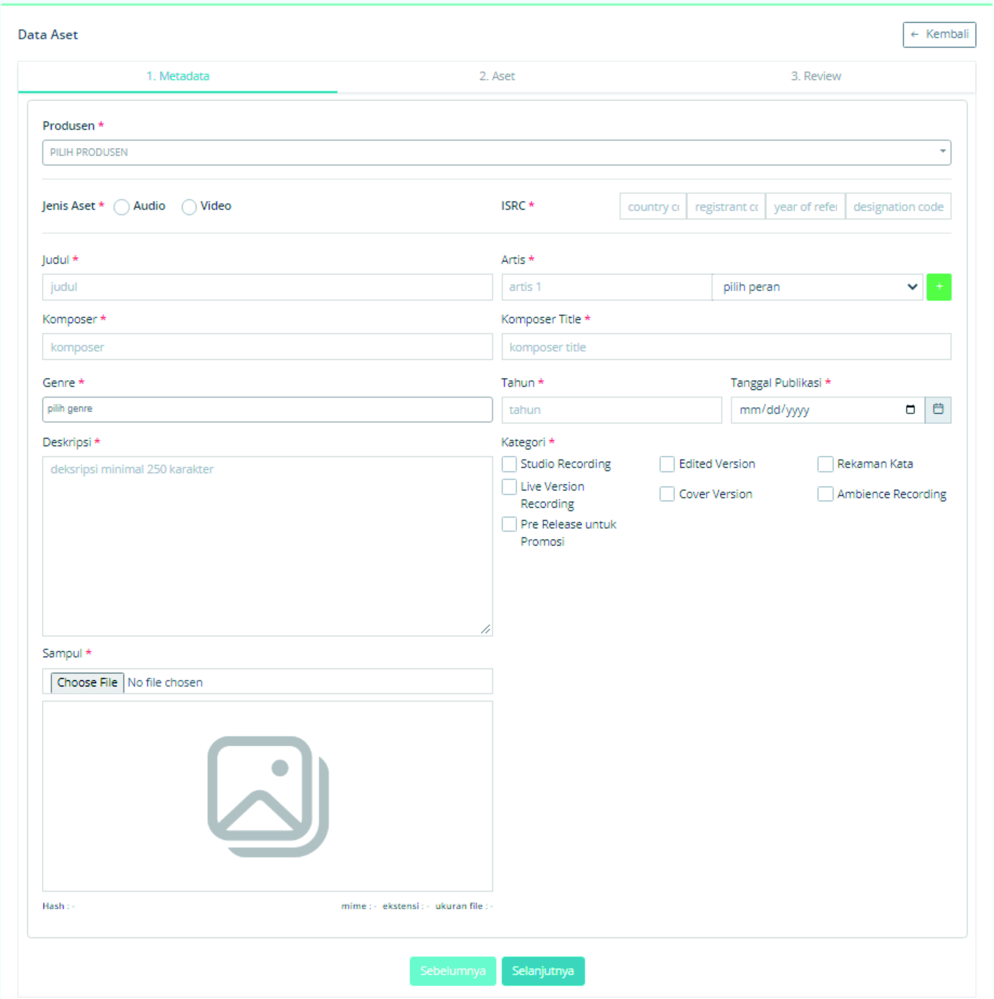 Data Aset
← Kembali
1. Metadata
2. Aset
3. Review
Produsen *
PILIH PRODUSEN
Jenis Aset * Audio Video
ISRC *
country co registrant co year of refer designation code
Judul *
judul
Artis *
artis 1 pilih peran +
Komposer *
komposer
Komposer Title *
komposer title
Genre *
pilih genre
Tahun *
tahun
Tanggal Publikasi *
mm/dd/yyyy
Deskripsi *
deksripsi minimal 250 karakter
Kategori *
Studio Recording
Edited Version
Rekaman Kata
Live Version
Recording
Cover Version
Ambience Recording
Pre Release untuk
Promosi
Sampul *
Choose File No file chosen
Hash : -
mime : - ekstensi : - ukuran file : -
Sebelumnya
Selanjutnya